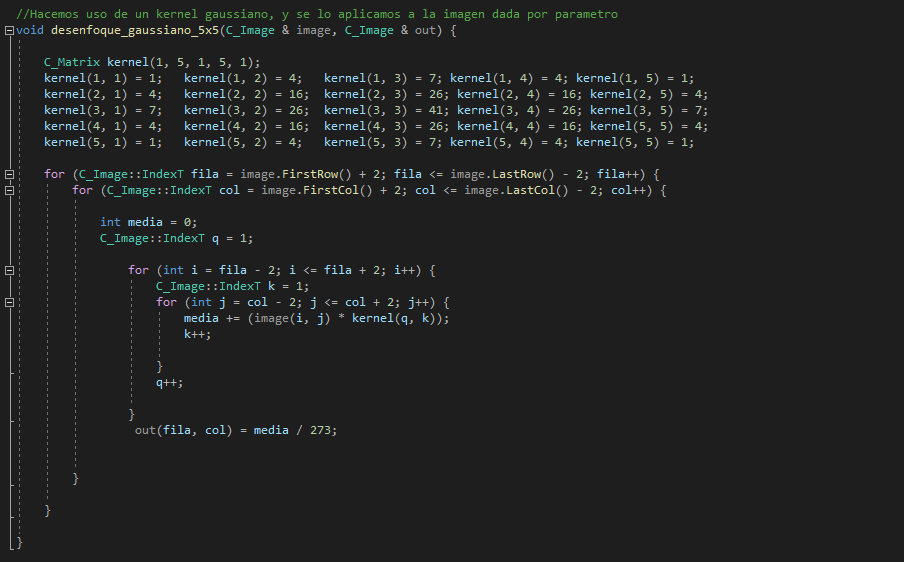 //Hacemos uso de un kernel gaussiano, y se lo aplicamos a la imagen dada por parametro
void desenfoque_gaussiano_5x5(C_Image & image, C_Image & out) {
C_Matrix kernel(1, 5, 1, 5, 1);
kernel(1, 1) = 1; kernel(1, 2) = 4; kernel(1, 3) = 7; kernel(1, 4) = 4; kernel(1, 5) = 1;
kernel(2, 1) = 4; kernel(2, 2) = 16; kernel(2, 3) = 26; kernel(2, 4) = 16; kernel(2, 5) = 4;
kernel(3, 1) = 7; kernel(3, 2) = 26; kernel(3, 3) = 41; kernel(3, 4) = 26; kernel(3, 5) = 7;
kernel(4, 1) = 4; kernel(4, 2) = 16; kernel(4, 3) = 26; kernel(4, 4) = 16; kernel(5, 5) = 4;
kernel(5, 1) = 1; kernel(5, 2) = 4; kernel(5, 3) = 7; kernel(5, 4) = 4; kernel(5, 5) = 1;
for (C_Image::IndexT fila = image.FirstRow() + 2; fila <= image.LastRow() - 2; fila++) {
for (C_Image::IndexT col = image.FirstCol() + 2; col <= image.LastCol() - 2; col++) {
int media = 0;
C_Image::IndexT q = 1;
for (int i = fila - 2; i <= fila + 2; i++) {
C_Image::IndexT k = 1;
for (int j = col - 2; j <= col + 2; j++) {
media += (image(i, j) * kernel(q, k));
k++;
}
q++;
}
out(fila, col) = media / 273;
}
}
}